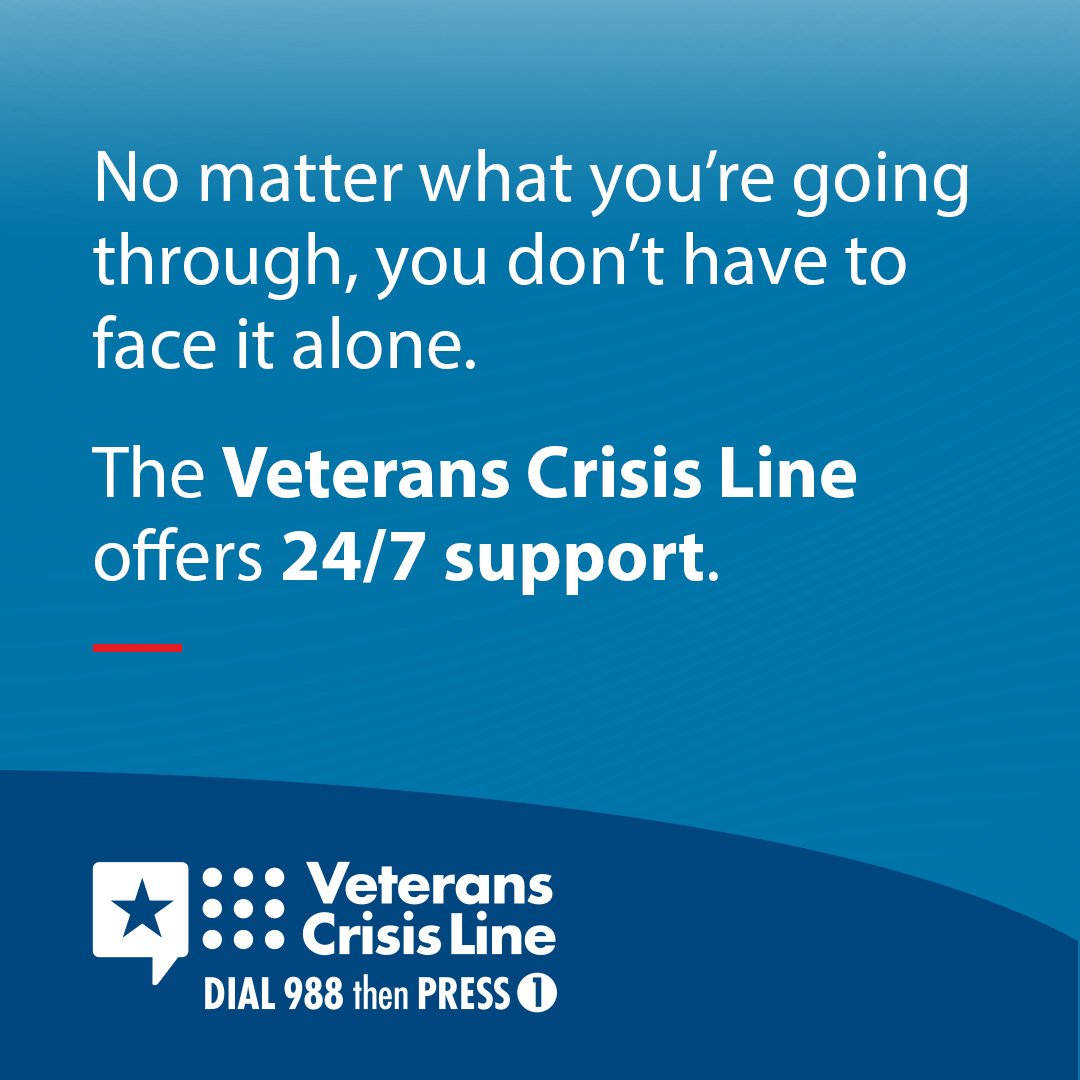 No matter what you’re going
through, you don’t have to
face it alone.
The Veterans Crisis Line
offers 24/7 support.
Veterans
Crisis Line
DIAL 988 then PRESS 1